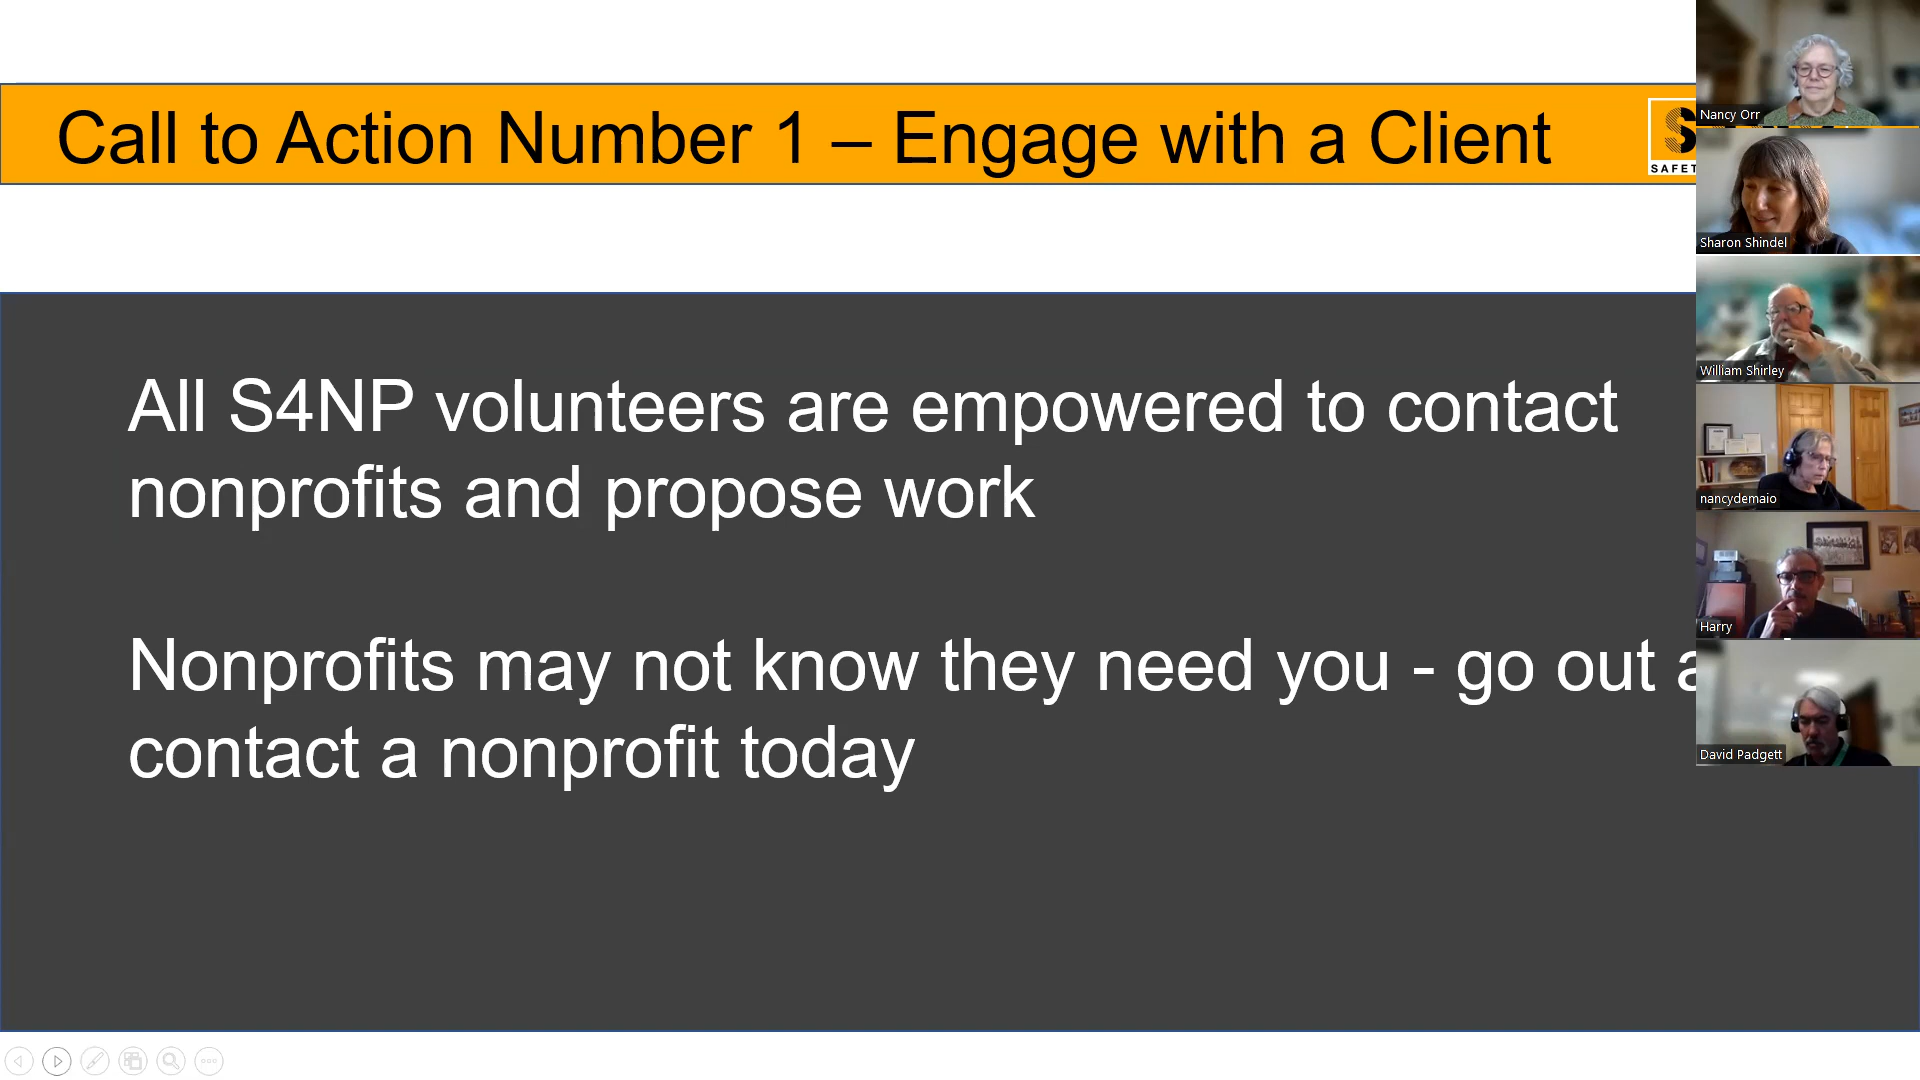 Call to Action Number 1 – Engage with a Client
SAFET
All S4NP volunteers are empowered to contact
nonprofits and propose work
Nonprofits may not know they need you - go out a
contact a nonprofit today
Nancy Orr
Sharon Shindel
William Shirley
nancydemaio
Harry
David Padgett